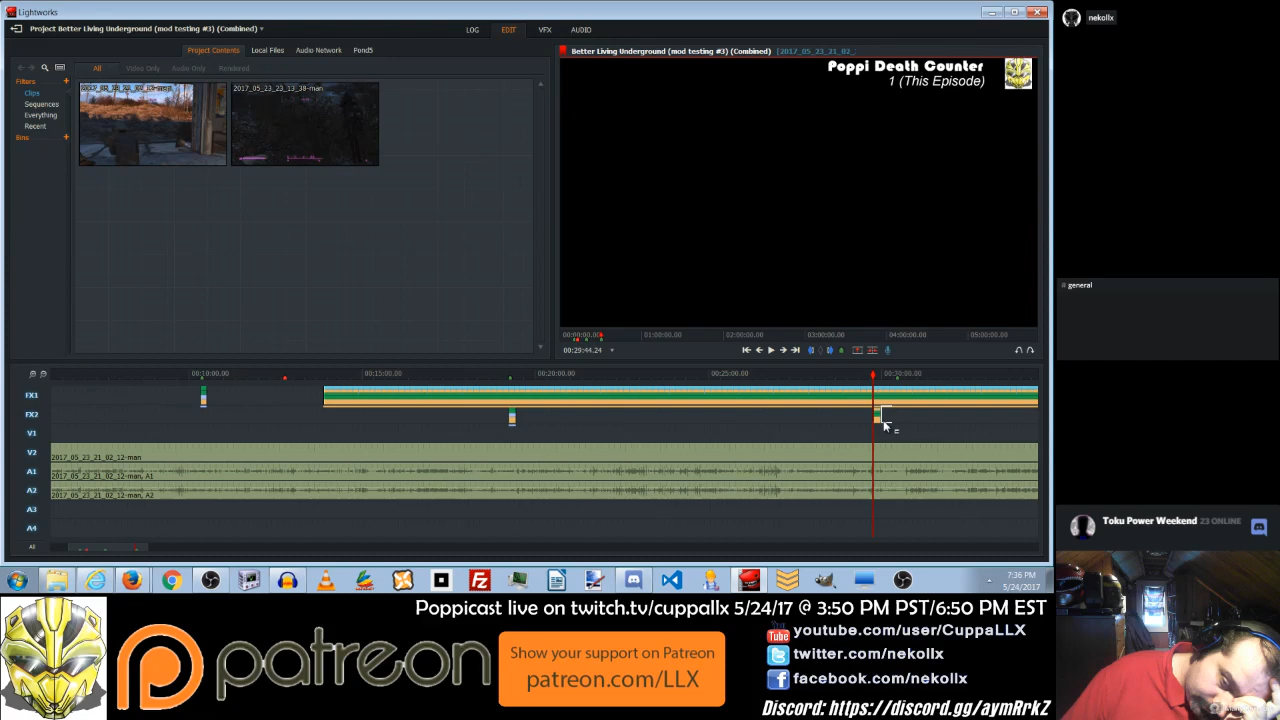 Lightworks
Project Better Living Underground (mod testing #3) (Combined)
LOG
EDIT
VFX
AUDIO
Project Contents
Local Files
Audio Network
Pond5
All
Video Only
Audio Only
Rendered
Filters
Clips
Sequences
Everything
Recent
Bins
2017_05_23_23_13_38-man
Better Living Underground (mod testing #3) (Combined)
[2017_05_23_21_02_
Poppi Death Counter
1 (This Episode)
00:00:00.00
01:00:00.00
02:00:00.00
03:00:00.00
04:00:00.00
05:00:00.00
00:29:44.24
00:10:00.00
00:15:00.00
00:20:00.00
00:25:00.00
00:30:00.00
FX1
FX2
V1
V2
2017_05_23_21_02_12-man
A1
2017_05_23_21_02_12-man, A1
A2
2017_05_23_21_02_12-man, A2
A3
A4
All
nekollx
# general
Toku Power Weekend 23 ONLINE
7:36 PM
5/24/2017
Poppicast live on twitch.tv/cuppallx 5/24/17 @ 3:50 PM PST/6:50 PM EST
patreon
Show your support on Patreon
patreon.com/LLX
You
Tube
youtube.com/user/CuppaLLX
twitter.com/nekollx
facebook.com/nekollx
Discord: https://discord.gg/aymRrkZ